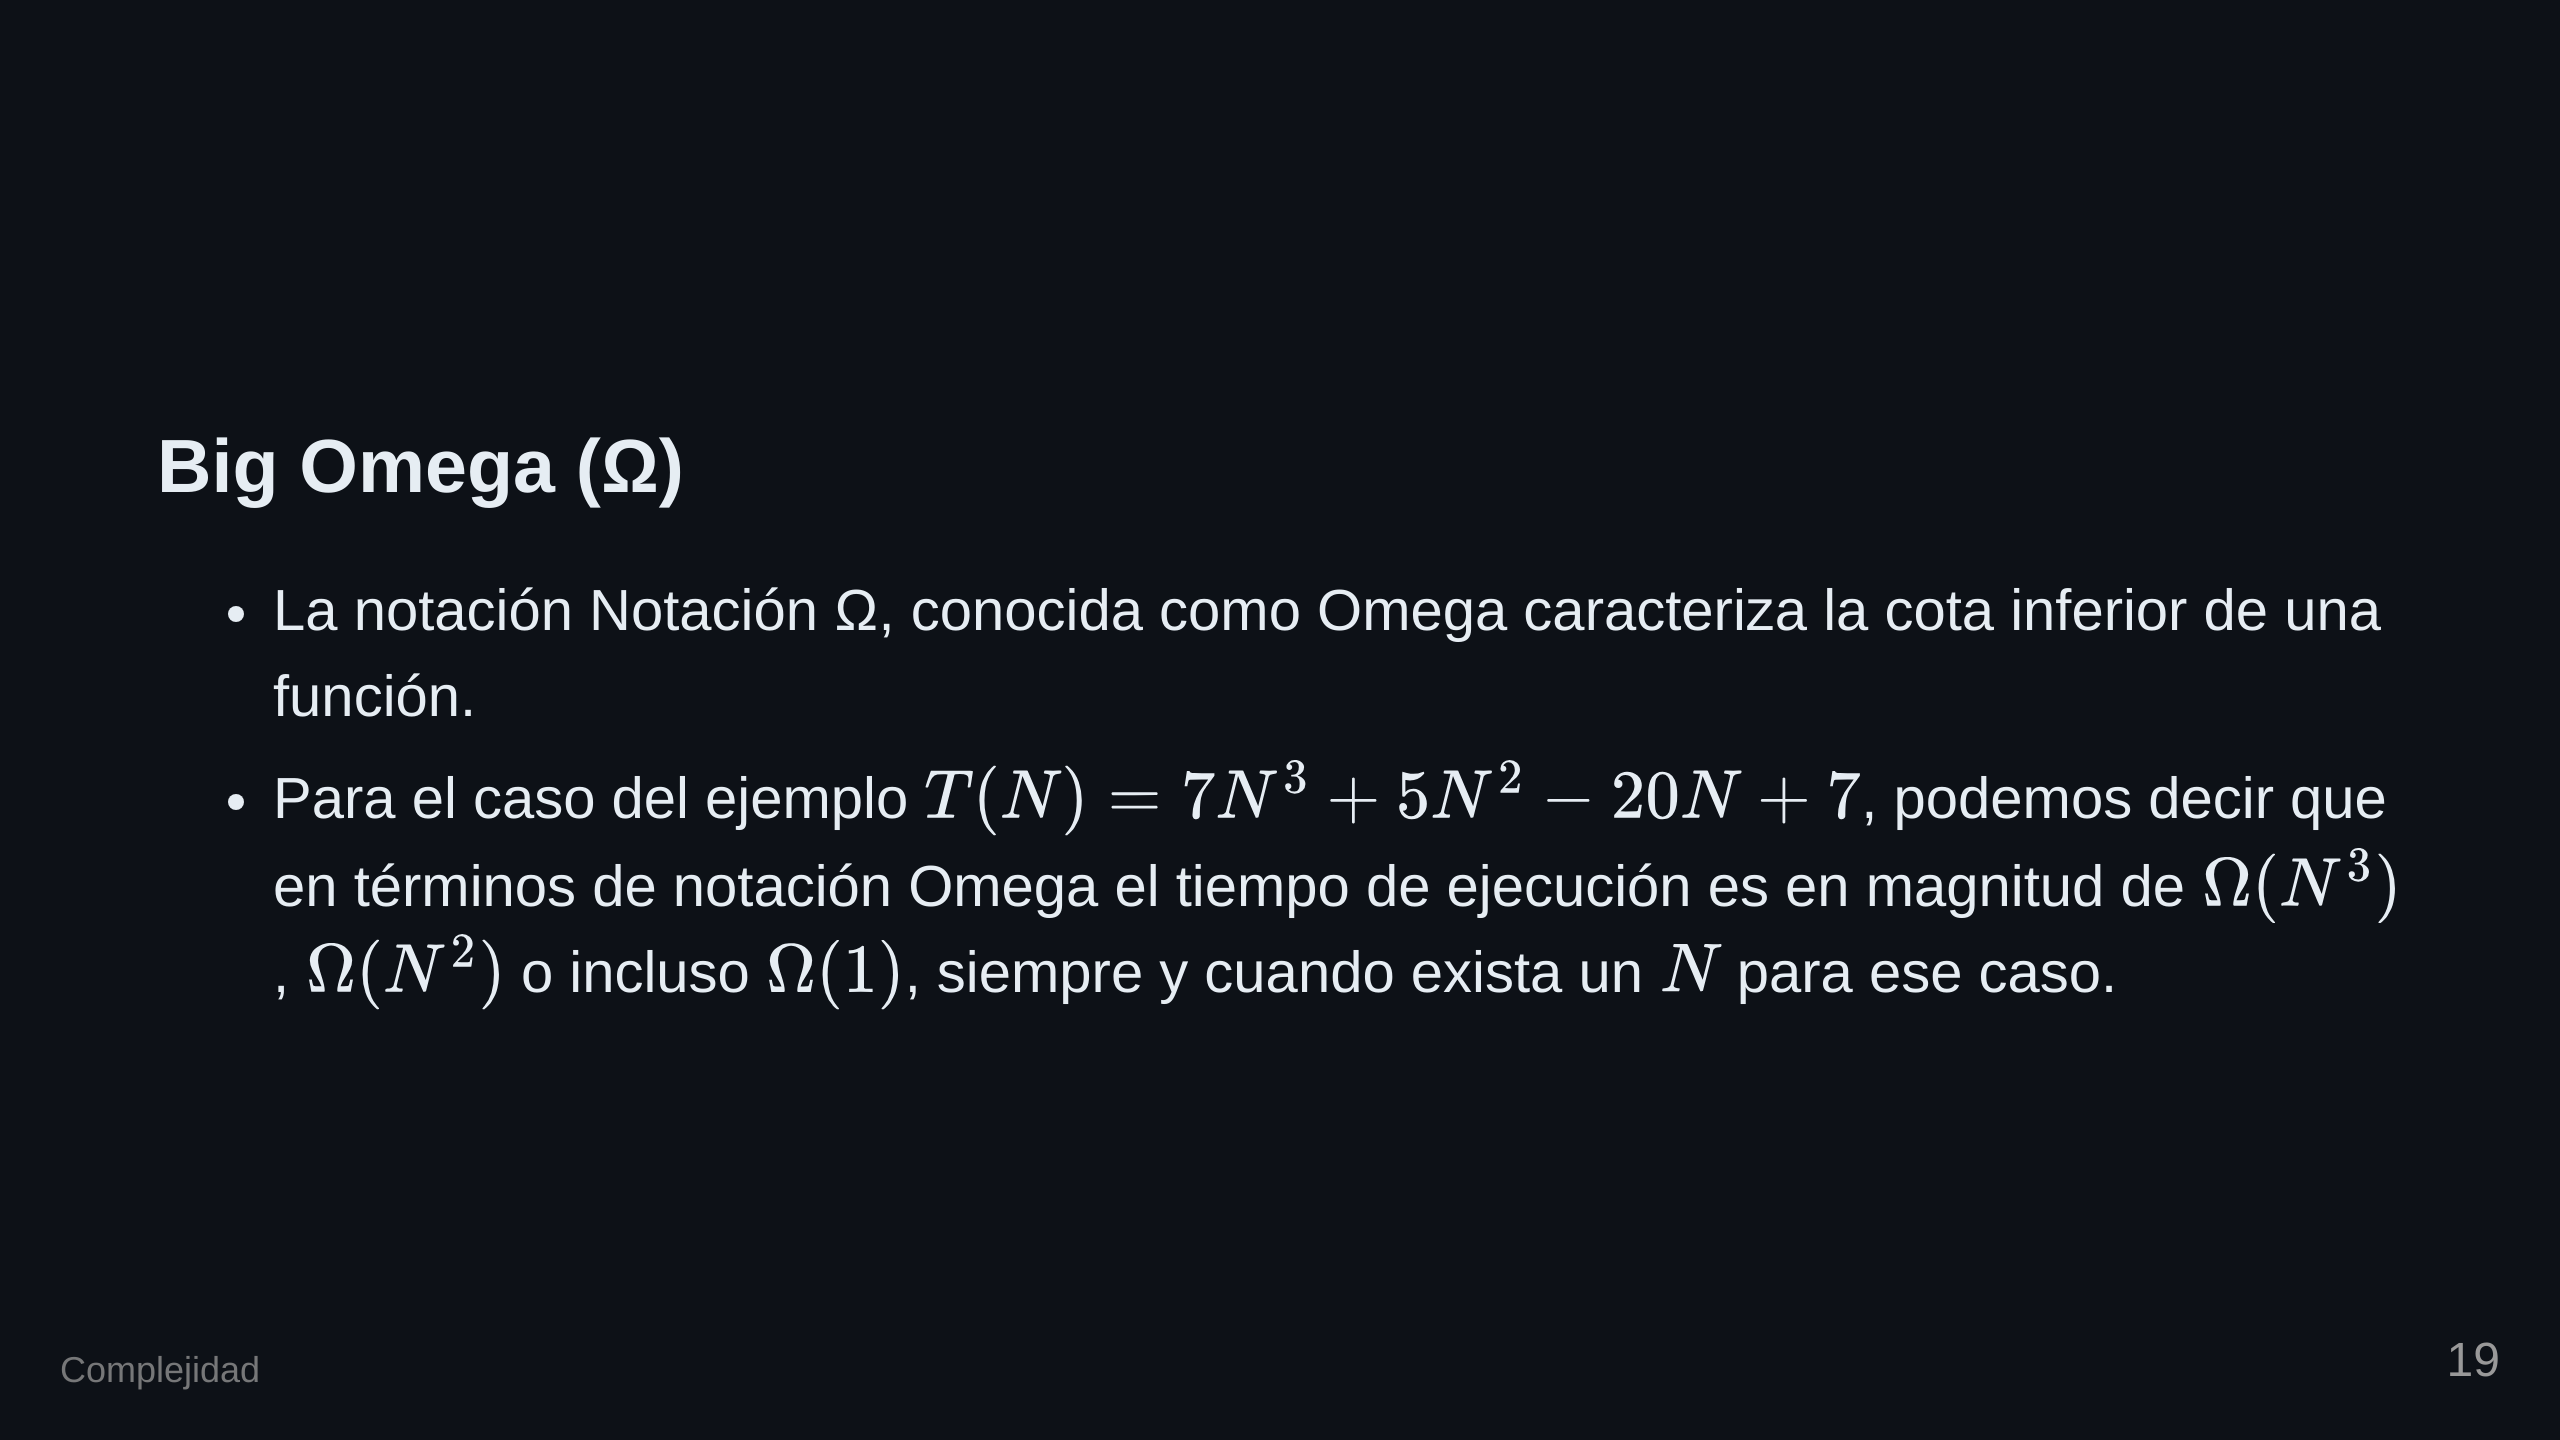 Big Omega (Ω)
• La notación Notación Ω, conocida como Omega caracteriza la cota inferior de una
función.
• Para el caso del ejemplo T(N) = 7N³ + 5N² − 20N + 7, podemos decir que
en términos de notación Omega el tiempo de ejecución es en magnitud de Ω(N³)
, Ω(N²) o incluso Ω(1), siempre y cuando exista un N para ese caso.
Complejidad
19